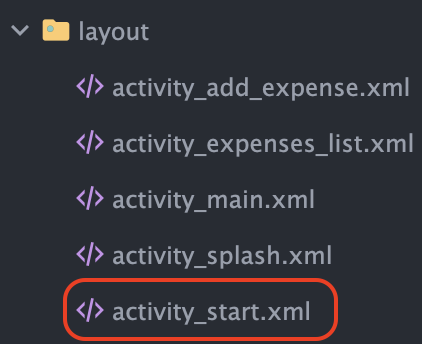 layout
activity_add_expense.xml
activity_expenses_list.xml
activity_main.xml
activity_splash.xml
activity_start.xml